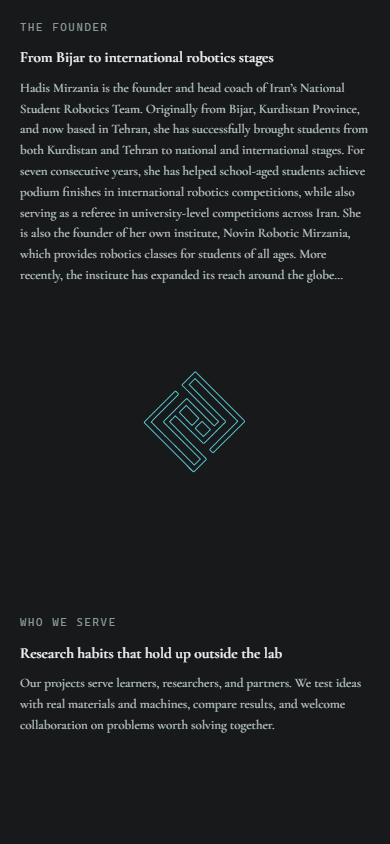 THE FOUNDER
From Bijar to international robotics stages
Hadis Mirzania is the founder and head coach of Iran's National
Student Robotics Team. Originally from Bijar, Kurdistan Province,
and now based in Tehran, she has successfully brought students from
both Kurdistan and Tehran to national and international stages. For
seven consecutive years, she has helped school-aged students achieve
podium finishes in international robotics competitions, while also
serving as a referee in university-level competitions across Iran. She
is also the founder of her own institute, Novin Robotic Mirzania,
which provides robotics classes for students of all ages. More
recently, the institute has expanded its reach around the globe...
WHO WE SERVE
Research habits that hold up outside the lab
Our projects serve learners, researchers, and partners. We test ideas
with real materials and machines, compare results, and welcome
collaboration on problems worth solving together.